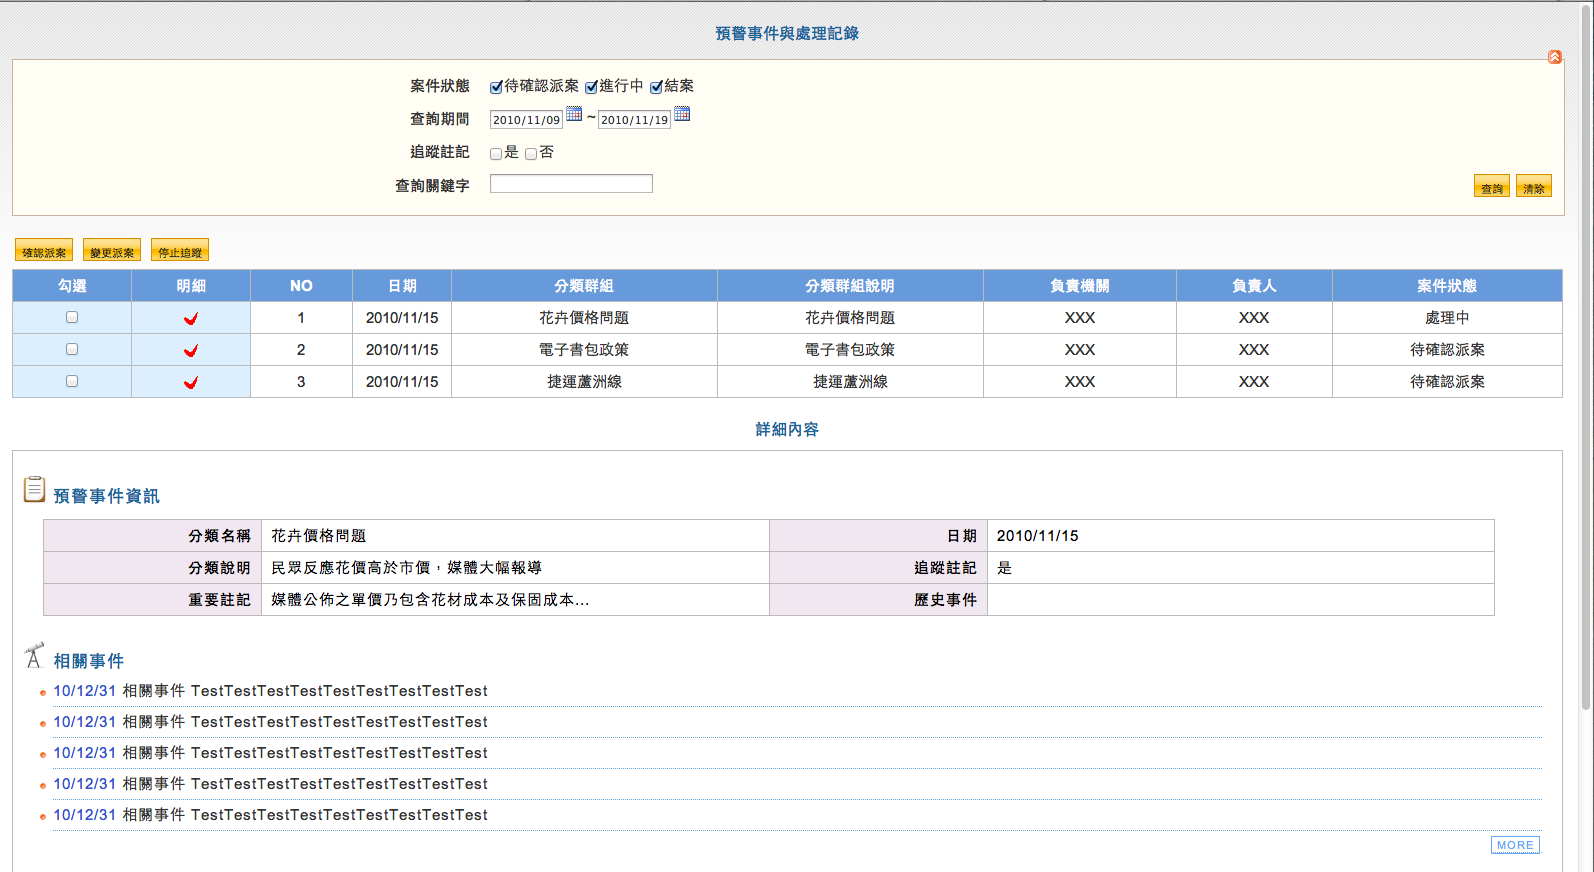 預警事件與處理記錄
案件狀態 待確認派案 進行中 結案
查詢期間 2010/11/09 ~ 2010/11/19
追蹤註記 是 否
查詢關鍵字
查詢 清除
確認派案 變更派案 停止追蹤
勾選 明細 NO 日期 分類群組 分類群組說明 負責機關 負責人 案件狀態
1 2010/11/15 花卉價格問題 花卉價格問題 XXX XXX 處理中
2 2010/11/15 電子書包政策 電子書包政策 XXX XXX 待確認派案
3 2010/11/15 捷運蘆洲線 捷運蘆洲線 XXX XXX 待確認派案
詳細內容
預警事件資訊
分類名稱 花卉價格問題 日期 2010/11/15
分類說明 民眾反應花價高於市價，媒體大幅報導 追蹤註記 是
重要註記 媒體公佈之單價乃包含花材成本及保固成本... 歷史事件
相關事件
10/12/31 相關事件 TestTestTestTestTestTestTestTestTest
10/12/31 相關事件 TestTestTestTestTestTestTestTestTest
10/12/31 相關事件 TestTestTestTestTestTestTestTestTest
10/12/31 相關事件 TestTestTestTestTestTestTestTestTest
10/12/31 相關事件 TestTestTestTestTestTestTestTestTest
MORE